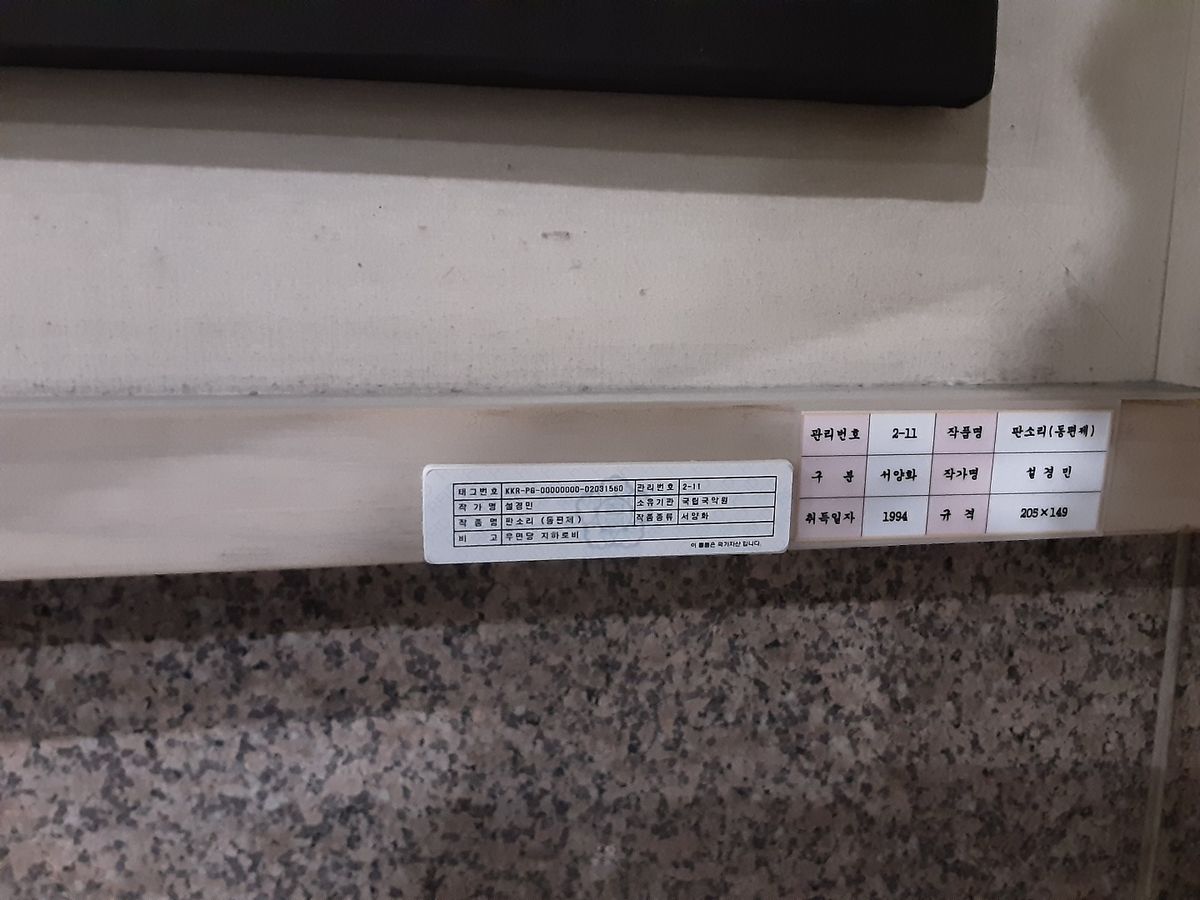 관리번호 2-11 작품명 판소리(동편제)
구 분 서양화 작가명 설경민
취득일자 1994 규 격 205×149
태그번호 KKR-PG-00000000-02031560 관리번호 2-11
작 가 명 설경민 소유기관 국립국악원
작 품 명 판소리 (동편제) 작품종류 서양화
비 고 우면당 지하로비
이 물품은 국가자산 입니다.